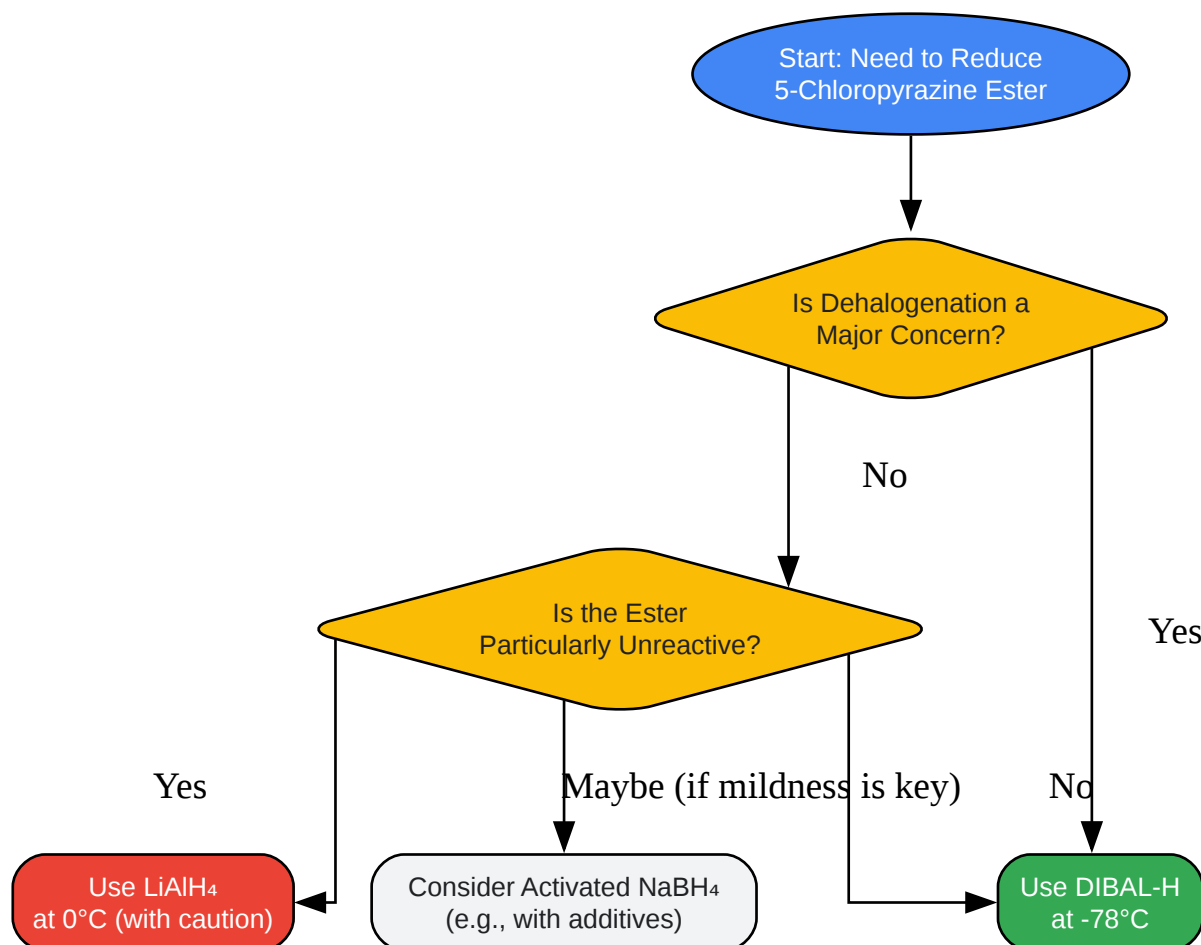 Start: Need to Reduce
5-Chloropyrazine Ester
Is Dehalogenation a
Major Concern?
No
Is the Ester
Particularly Unreactive?
Yes
Yes
Maybe (if mildness is key)
No
Use LiAlH₄
at 0°C (with caution)
Consider Activated NaBH₄
(e.g., with additives)
Use DIBAL-H
at -78°C